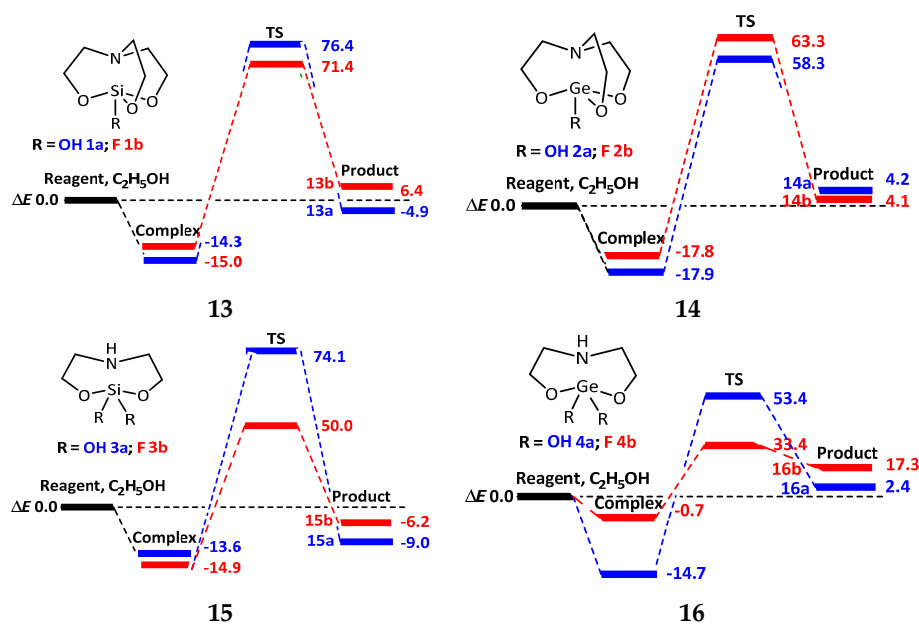 N
Si
O
O
O
R
R = OH 1a; F 1b
Reagent, C₂H₅OH
ΔE 0.0
Complex
-14.3
-15.0
TS
76.4
71.4
Product
13b
6.4
13a
-4.9
13
N
Ge
O
O
O
R
R = OH 2a; F 2b
Reagent, C₂H₅OH
ΔE 0.0
Complex
-17.8
-17.9
TS
63.3
58.3
Product
14a
4.2
14b
4.1
14
H
N
O
Si
O
R
R
R = OH 3a; F 3b
Reagent, C₂H₅OH
ΔE 0.0
Complex
-13.6
-14.9
TS
74.1
50.0
Product
15b
-6.2
15a
-9.0
15
H
N
O
Ge
O
R
R
R = OH 4a; F 4b
Reagent, C₂H₅OH
ΔE 0.0
Complex
-0.7
-14.7
TS
53.4
33.4
Product
16b
17.3
16a
2.4
16